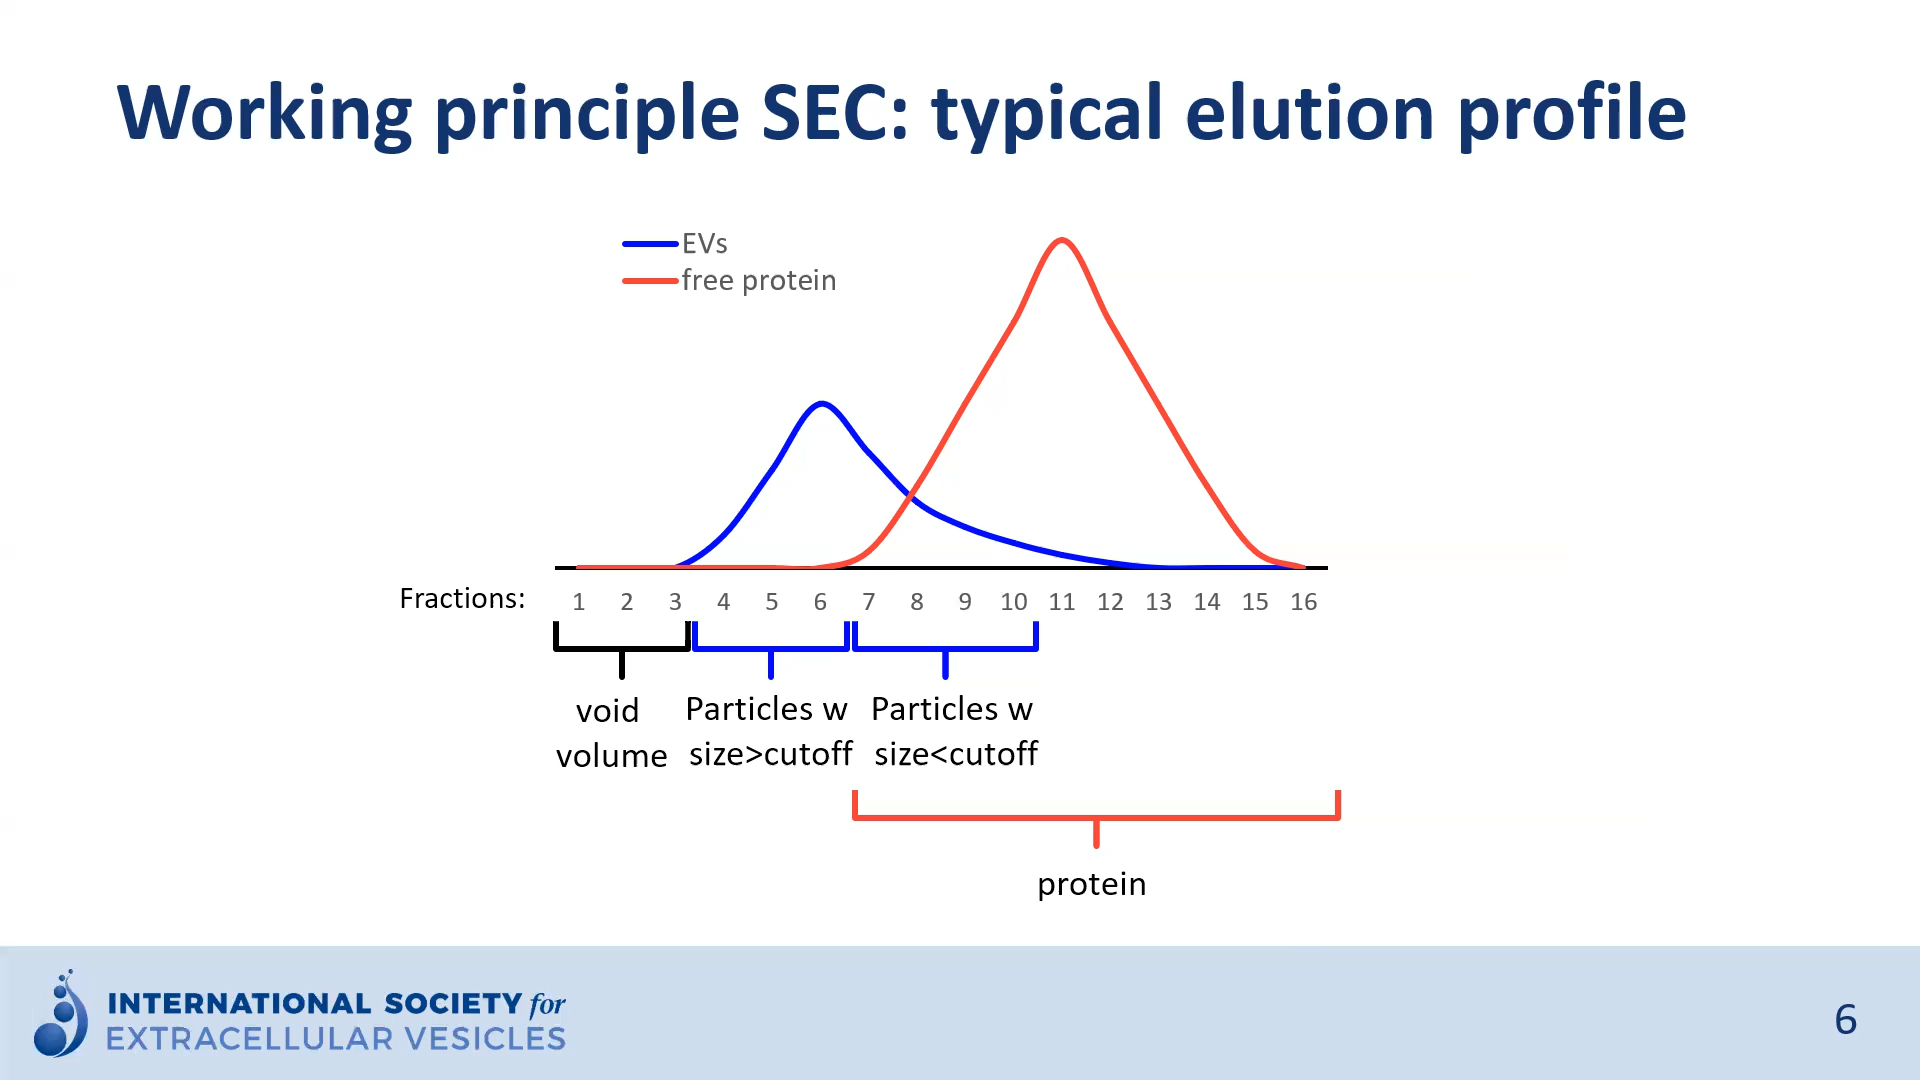 Working principle SEC: typical elution profile
EVs
free protein
Fractions: 1 2 3 4 5 6 7 8 9 10 11 12 13 14 15 16
void
volume
Particles w
size>cutoff
Particles w
size<cutoff
protein
INTERNATIONAL SOCIETY for
EXTRACELLULAR VESICLES
6